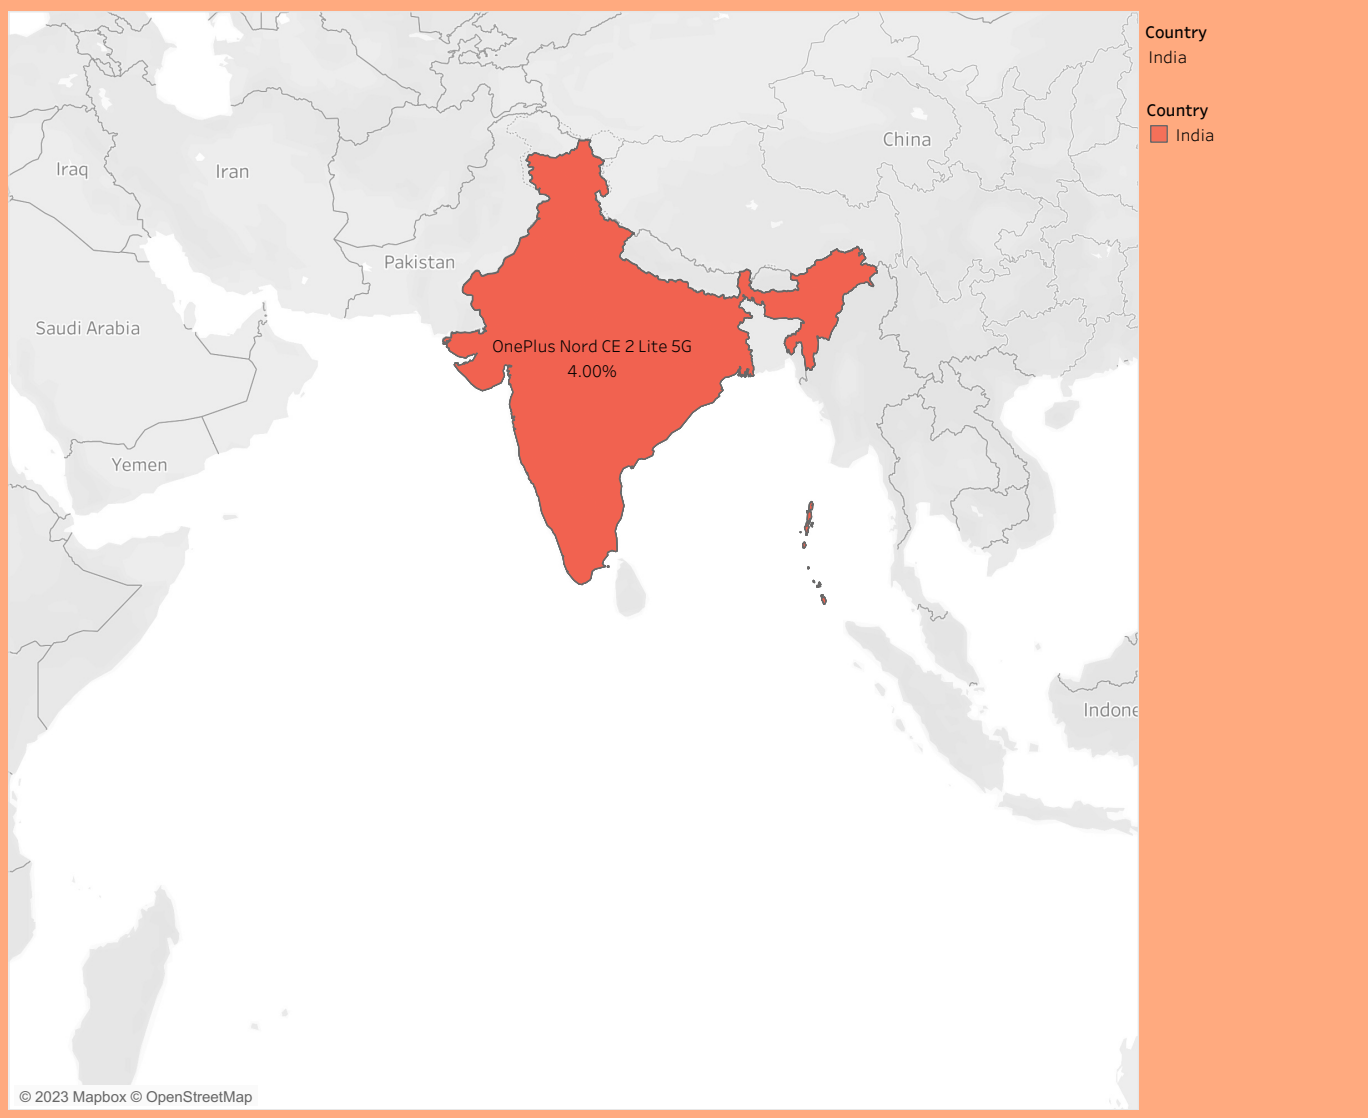 Country
India
Country
India
China
Iraq
Iran
Pakistan
Saudi Arabia
OnePlus Nord CE 2 Lite 5G
4.00%
Yemen
Indone
© 2023 Mapbox © OpenStreetMap